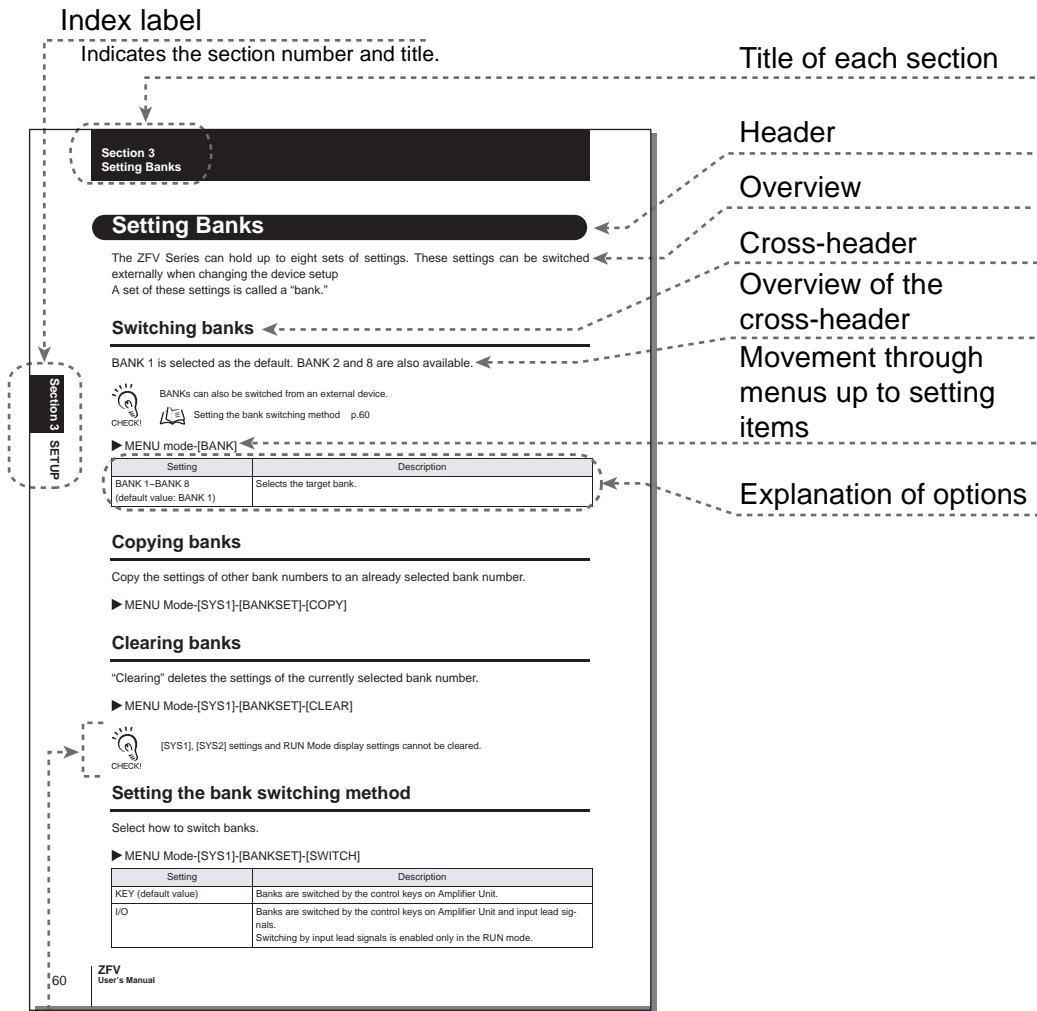 Index label
Indicates the section number and title.
Title of each section
Header
Overview
Cross-header
Overview of the
cross-header
Movement through
menus up to setting
items
Explanation of options
Section 3
Setting Banks
Setting Banks
The ZFV Series can hold up to eight sets of settings. These settings can be switched
externally when changing the device setup
A set of these settings is called a “bank.”
Switching banks
BANK 1 is selected as the default. BANK 2 and 8 are also available.
CHECK!
BANKs can also be switched from an external device.
Setting the bank switching method p.60
▶MENU mode-[BANK]
Setting Description
BANK 1~BANK 8 Selects the target bank.
(default value: BANK 1)
Section 3 SETUP
Copying banks
Copy the settings of other bank numbers to an already selected bank number.
▶MENU Mode-[SYS1]-[BANKSET]-[COPY]
Clearing banks
“Clearing” deletes the settings of the currently selected bank number.
▶MENU Mode-[SYS1]-[BANKSET]-[CLEAR]
[SYS1], [SYS2] settings and RUN Mode display settings cannot be cleared.
CHECK!
Setting the bank switching method
Select how to switch banks.
▶MENU Mode-[SYS1]-[BANKSET]-[SWITCH]
Setting Description
KEY (default value) Banks are switched by the control keys on Amplifier Unit.
I/O Banks are switched by the control keys on Amplifier Unit and input lead sig-
nals.
Switching by input lead signals is enabled only in the RUN mode.
60
ZFV
User's Manual